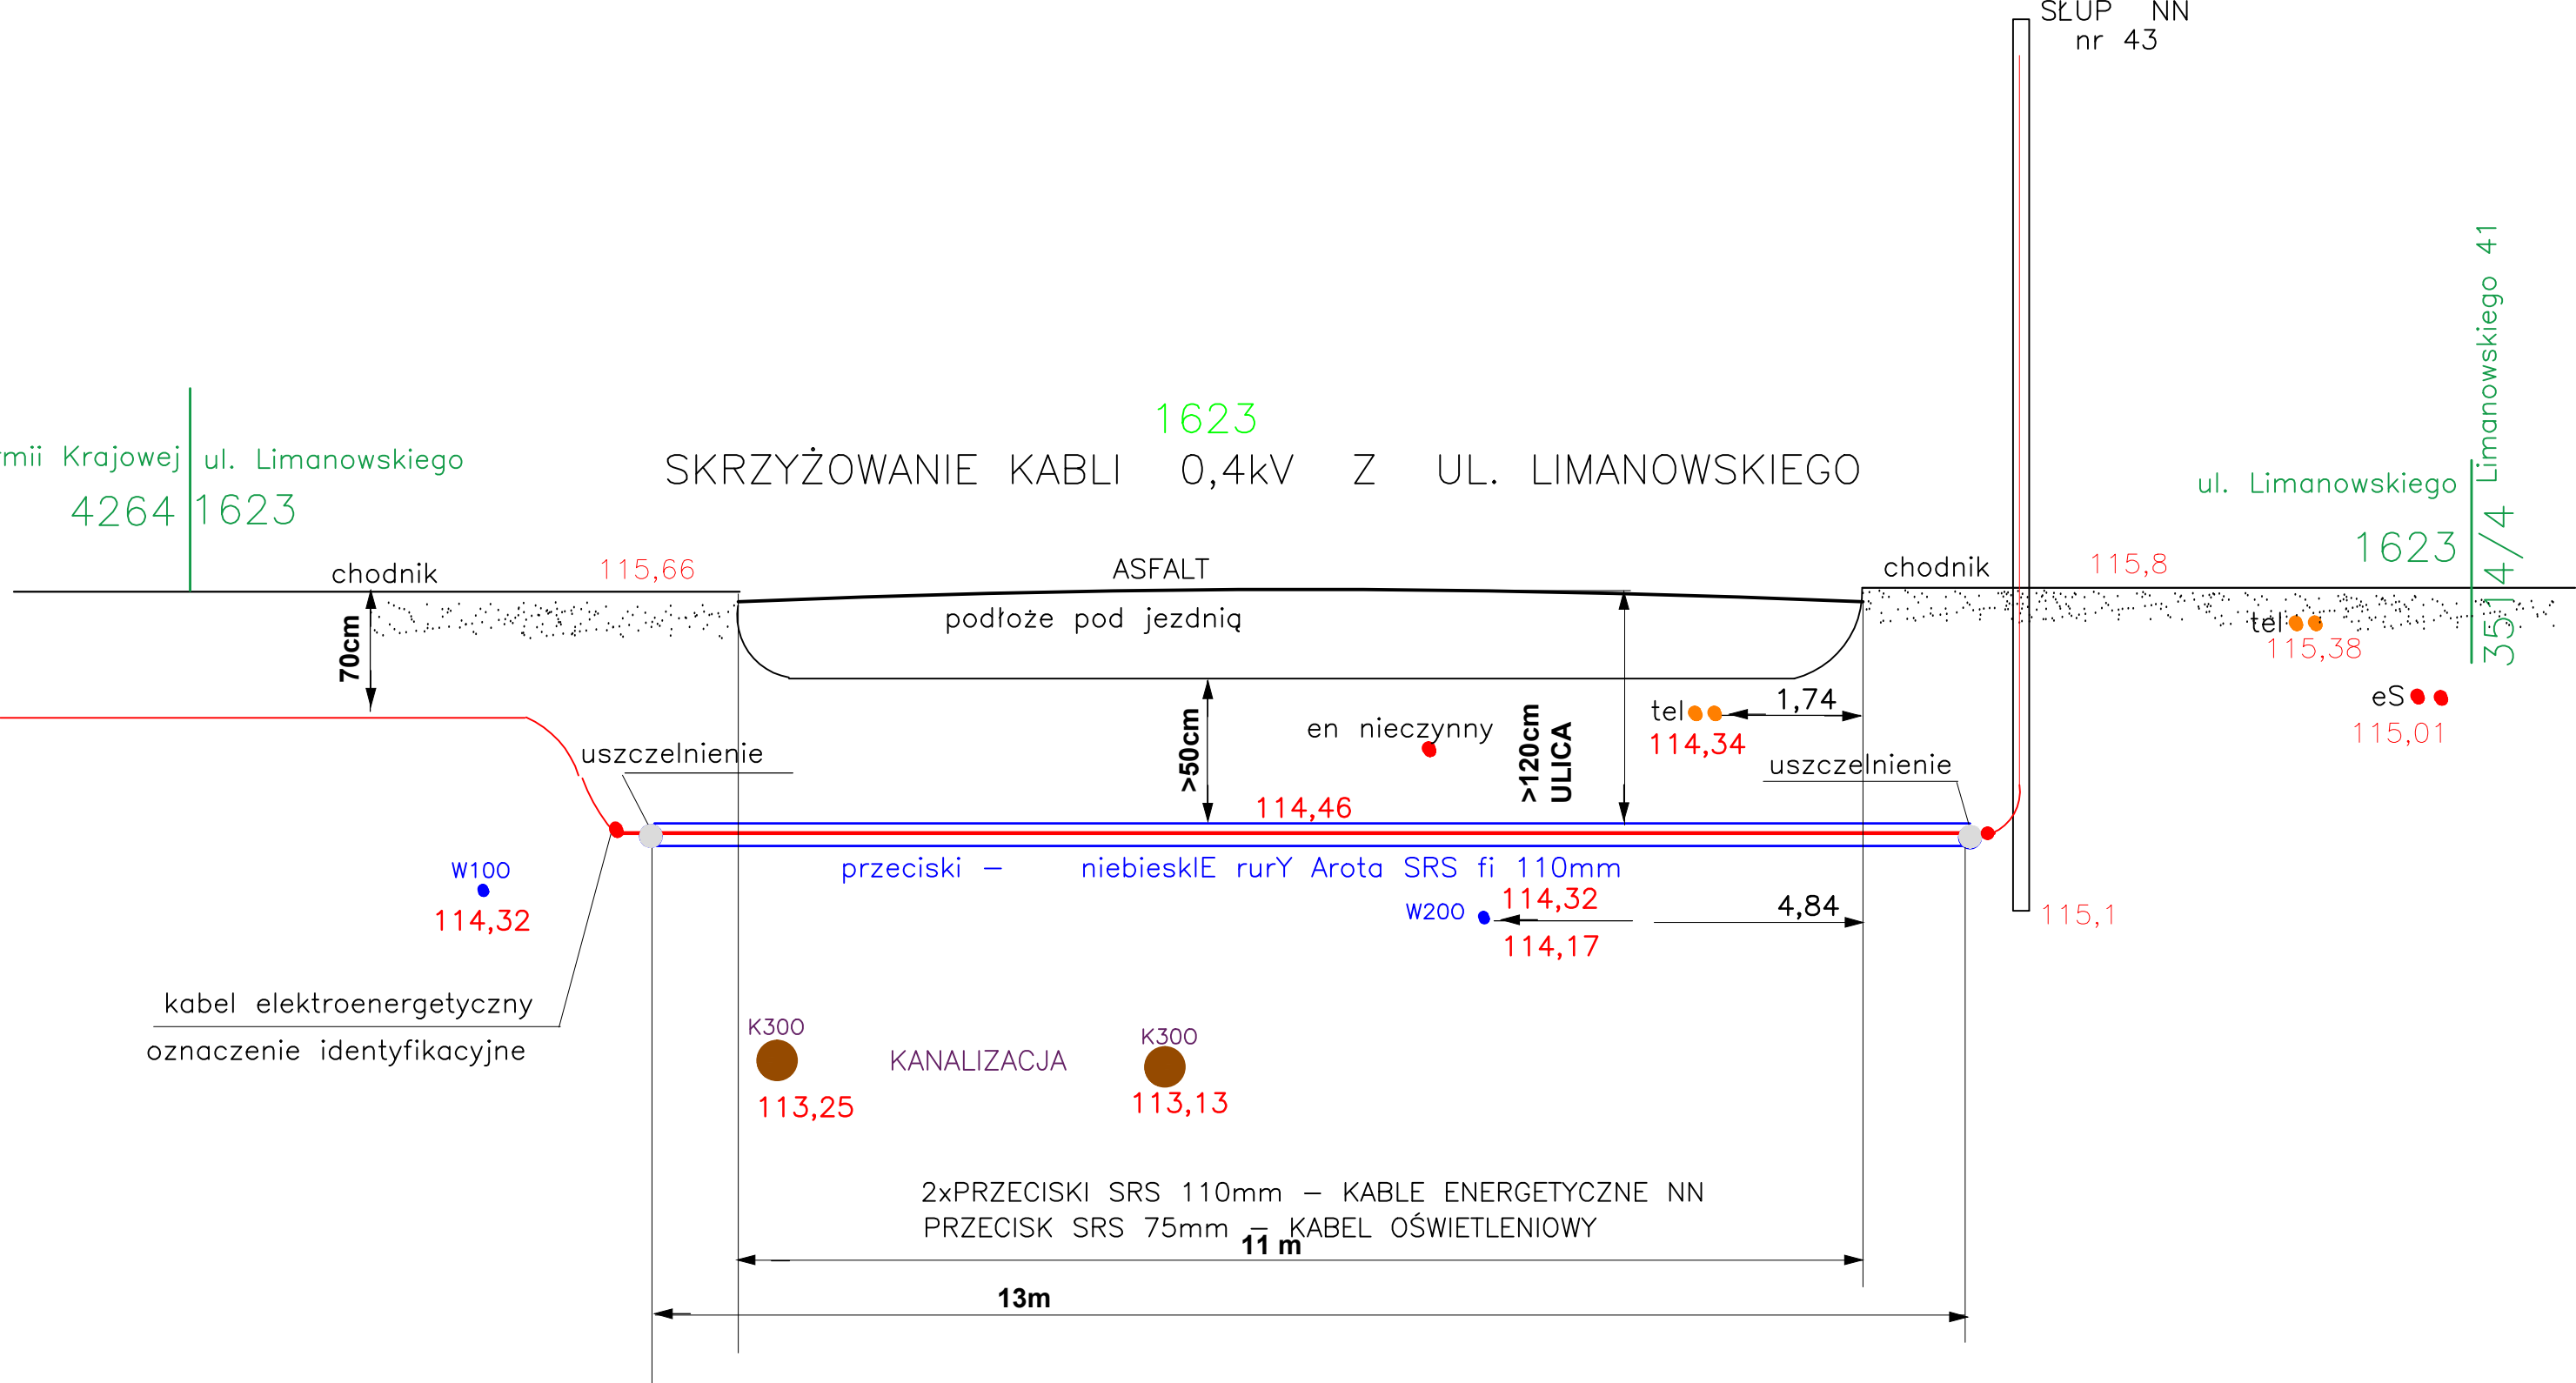 SŁUP NN
nr 43
1623
SKRZYŻOWANIE KABLI 0,4kV Z UL. LIMANOWSKIEGO
rmii Krajowej
ul. Limanowskiego
4264
1623
ul. Limanowskiego
1623
3514/4 Limanowskiego 41
chodnik
115,66
ASFALT
chodnik
115,8
podłoże pod jezdnią
70cm
tel
115,38
eS
115,01
tel
1,74
114,34
en nieczynny
>50cm
>120cm
ULICA
uszczelnienie
uszczelnienie
114,46
przeciski – niebieskIE rurY Arota SRS fi 110mm
W100
114,32
W200
114,32
114,17
4,84
115,1
kabel elektroenergetyczny
oznaczenie identyfikacyjne
K300
KANALIZACJA
K300
113,25
113,13
2xPRZECISKI SRS 110mm – KABLE ENERGETYCZNE NN
PRZECISK SRS 75mm – KABEL OŚWIETLENIOWY
11 m
13m